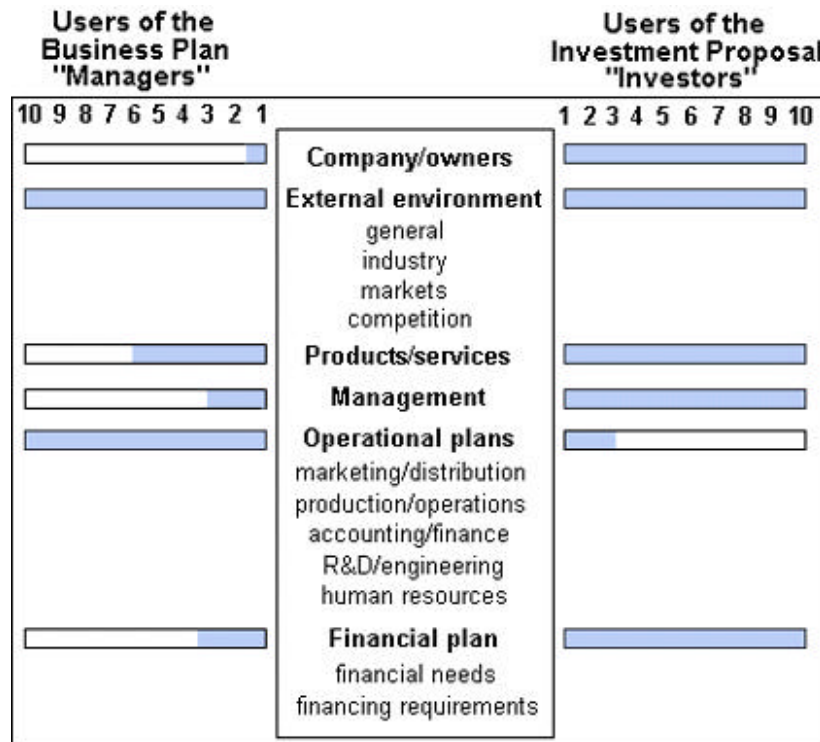 Users of the
Business Plan
"Managers"
Users of the
Investment Proposal
"Investors"
10 9 8 7 6 5 4 3 2 1
1 2 3 4 5 6 7 8 9 10
Company/owners
External environment
general
industry
markets
competition
Products/services
Management
Operational plans
marketing/distribution
production/operations
accounting/finance
R&D/engineering
human resources
Financial plan
financial needs
financing requirements